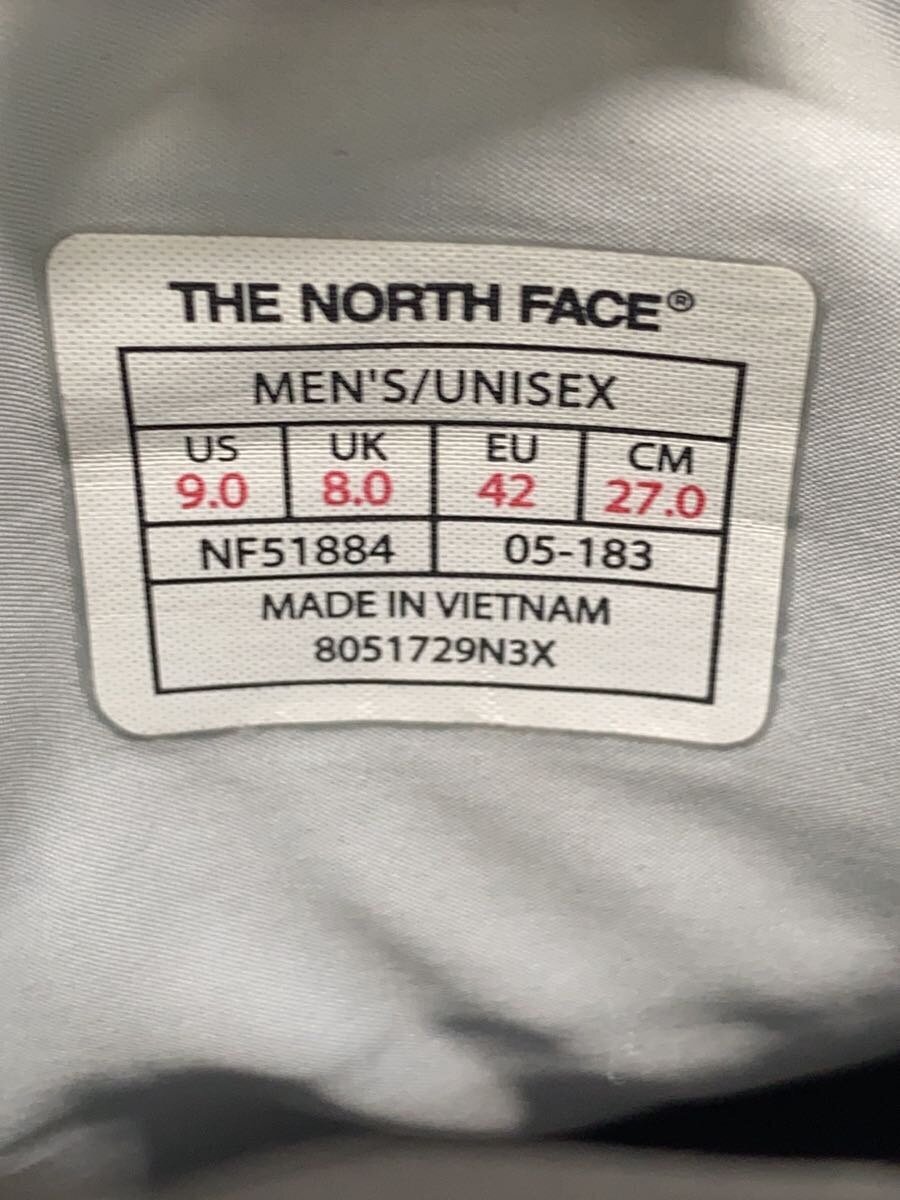 THE NORTH FACE®
MEN'S/UNISEX
US UK EU CM
9.0 8.0 42 27.0
NF51884 05-183
MADE IN VIETNAM
8051729N3X